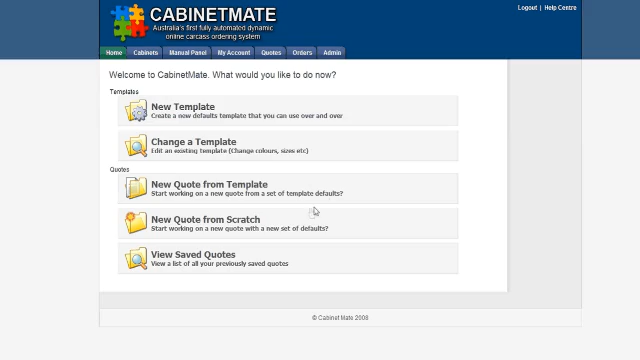 CABINETMATE
Australia's first fully automated dynamic
online carcass ordering system
Logout | Help Centre
Home Cabinets Manual Panel My Account Quotes Orders Admin
Welcome to CabinetMate. What would you like to do now?
Templates
New Template
Create a new defaults template that you can use over and over
Change a Template
Edit an existing template (Change colours, sizes etc)
Quotes
New Quote from Template
Start working on a new quote from a set of template defaults?
New Quote from Scratch
Start working on a new quote with a new set of defaults?
View Saved Quotes
View a list of all your previously saved quotes
© Cabinet Mate 2008